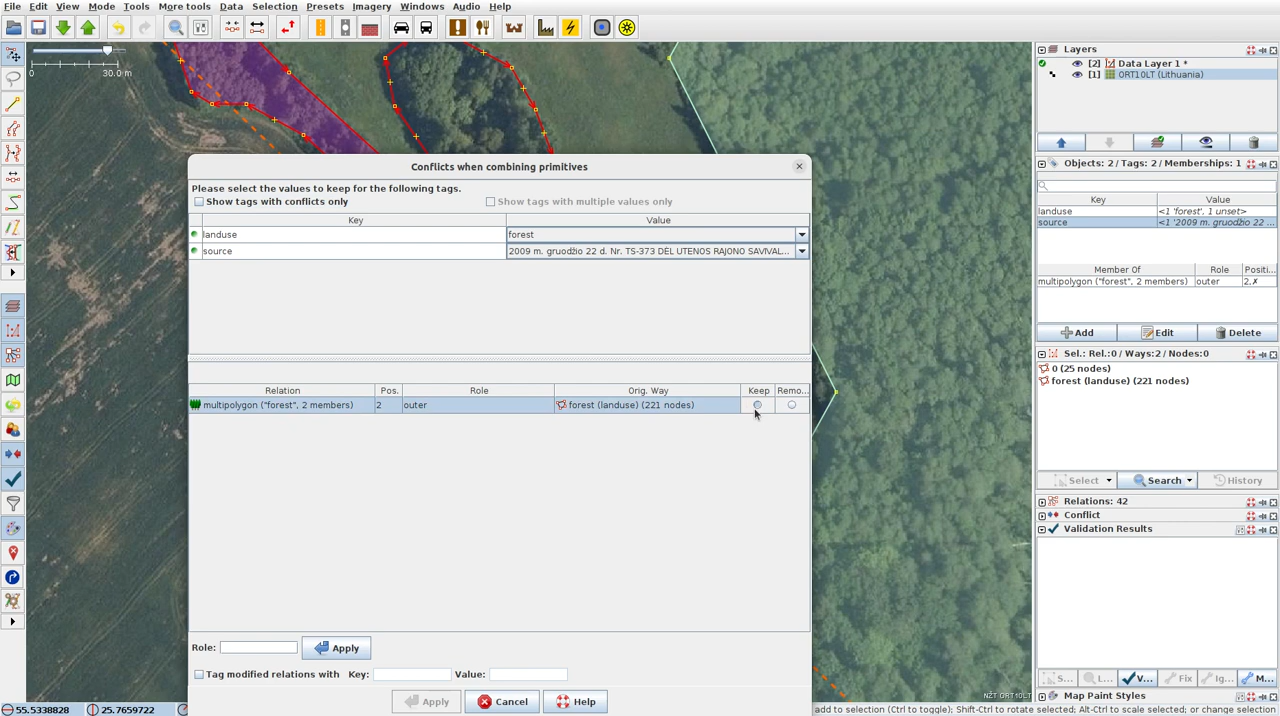 File Edit View Tools More tools Data Selection Presets Imagery Windows Audio Help
0 30.0 m
Layers
[2] Data Layer 1 *
[1] ORT10LT (Lithuania)
Objects: 2 / Tags: 2 / Memberships: 1
Key Value
landuse <1 'forest', 1 unset>
source <1 '2009 m. gruodžio 22 ...
Member Of Role Positi...
multipolygon ("forest", 2 members) outer 2.✗
Add Edit Delete
Sel.: Rel.:0 / Ways:2 / Nodes:0
0 (25 nodes)
forest (landuse) (221 nodes)
Select Search History
Relations: 42
Conflict
Validation Results
S... L... V... Fix Ig... M...
Map Paint Styles
Conflicts when combining primitives
Please select the values to keep for the following tags.
Show tags with conflicts only Show tags with multiple values only
Key Value
landuse forest
source 2009 m. gruodžio 22 d. Nr. TS-373 DĖL UTENOS RAJONO SAVIVAL...
Relation Pos. Role Orig. Way Keep Remo...
multipolygon ("forest", 2 members) 2 outer forest (landuse) (221 nodes)
Role: Apply
Tag modified relations with Key: Value:
Apply Cancel Help
NŽT ORT10LT
55.5338828 25.7659722 add to selection (Ctrl to toggle); Shift-Ctrl to rotate selected; Alt-Ctrl to scale selected; or change selection